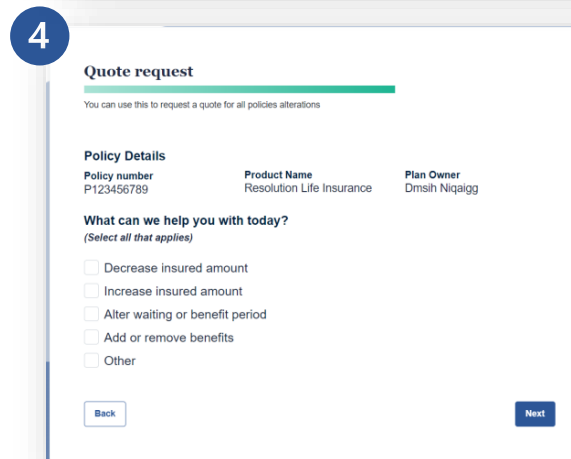 4
Quote request
You can use this to request a quote for all policies alterations
Policy Details
Policy number Product Name Plan Owner
P123456789 Resolution Life Insurance Dmsih Niqaigg
What can we help you with today?
(Select all that applies)
Decrease insured amount
Increase insured amount
Alter waiting or benefit period
Add or remove benefits
Other
Back Next